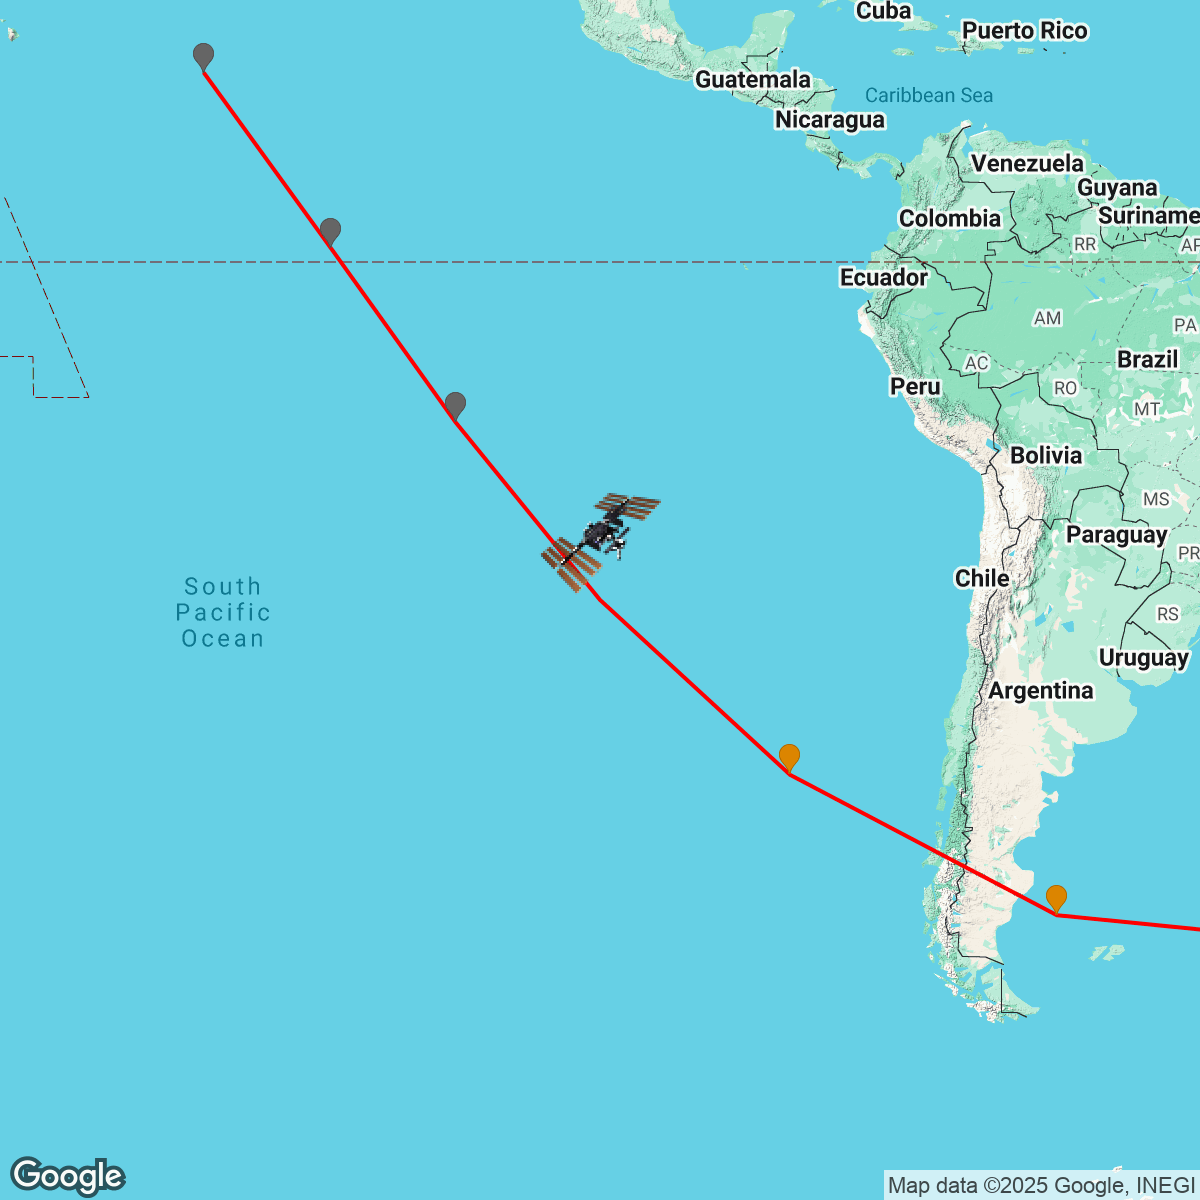 Cuba
Puerto Rico
Guatemala
Caribbean Sea
Nicaragua
Venezuela
Guyana
Suriname
Colombia
RR
AP
Ecuador
AM
PA
Brazil
AC
Peru
RO
MT
Bolivia
MS
Paraguay
PR
Chile
South
Pacific
Ocean
RS
Uruguay
Argentina
Google
Map data ©2025 Google, INEGI